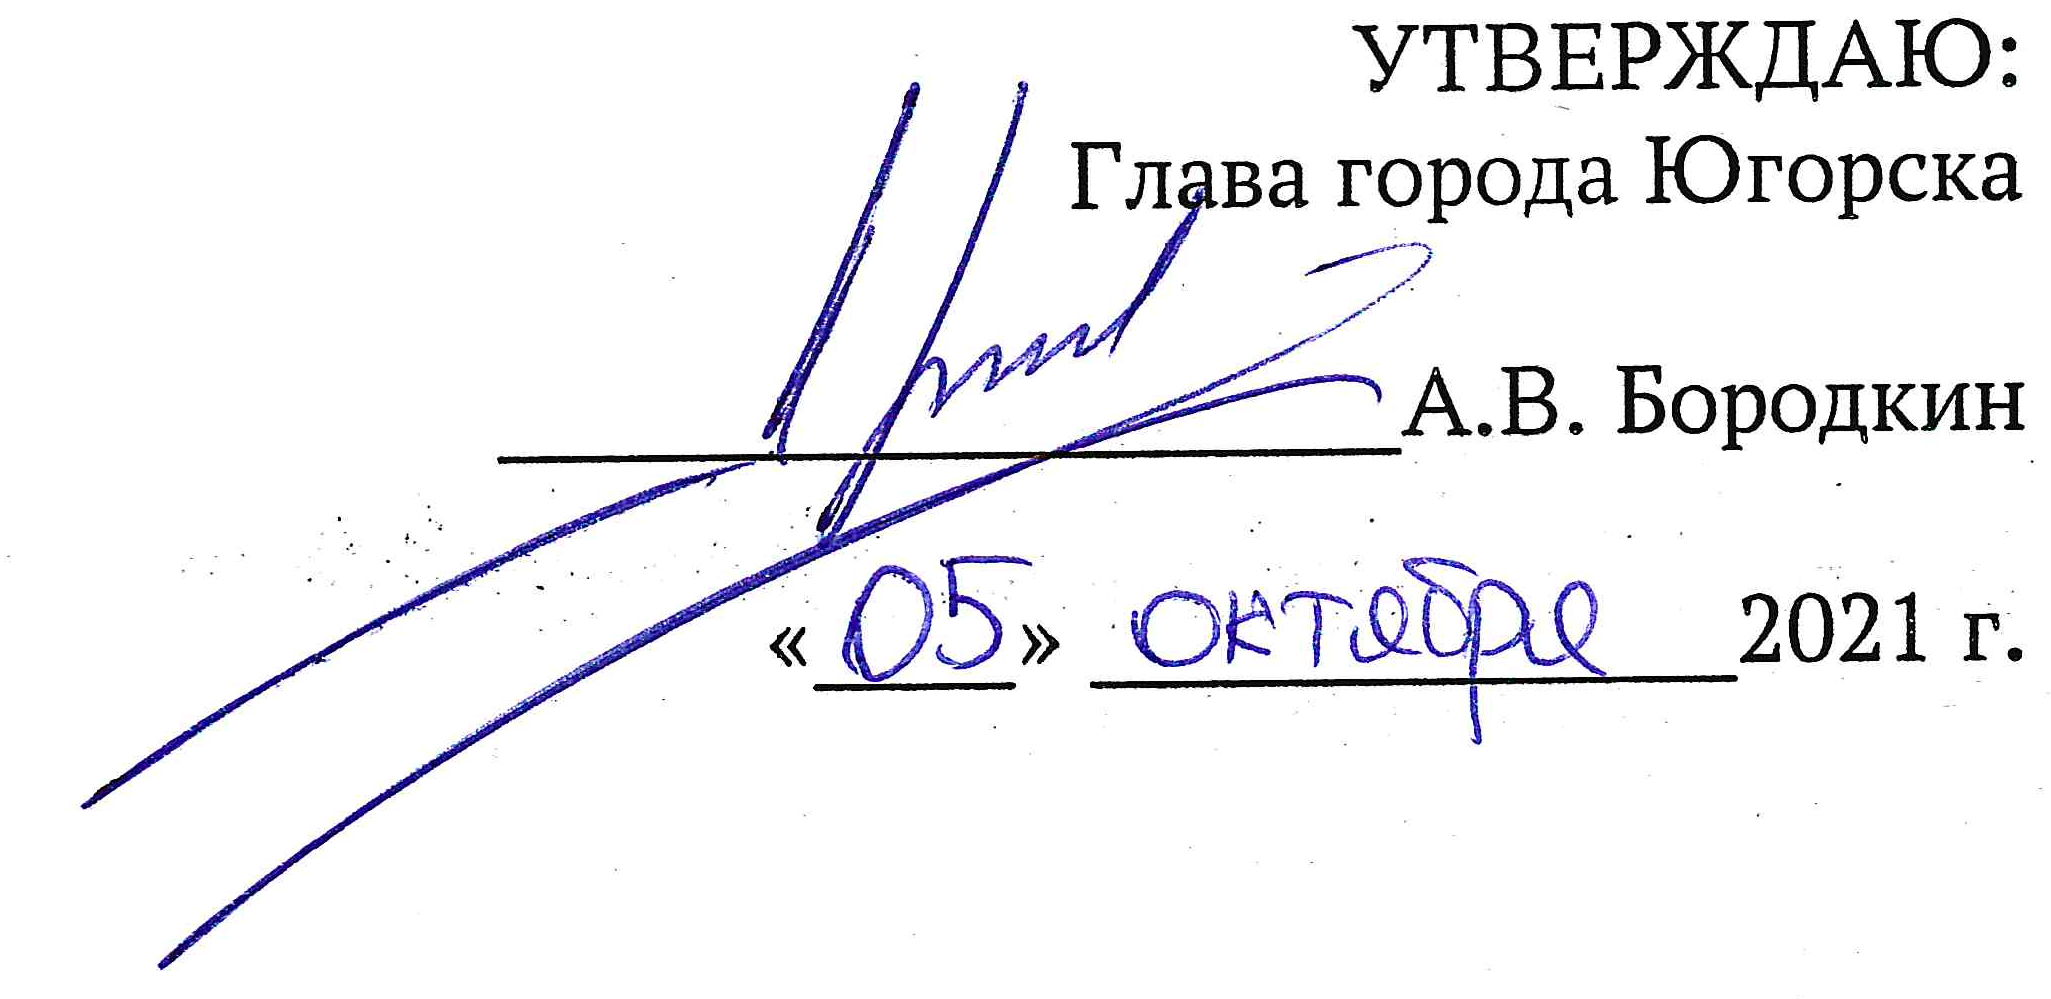 УТВЕРЖДАЮ:
Глава города Югорска
А.В. Бородкин
«05» октября 2021 г.